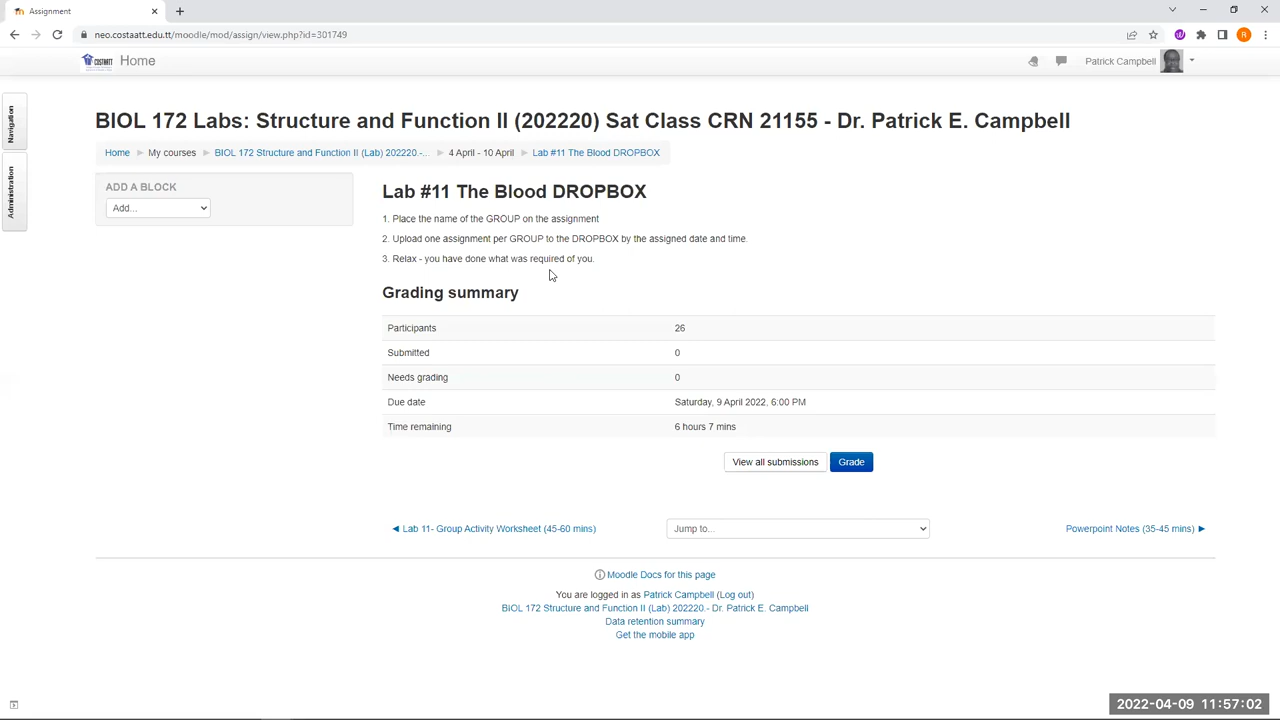 Assignment
neo.costaatt.edu.tt/moodle/mod/assign/view.php?id=301749
R
COSTAATT Home
Patrick Campbell
Navigation
Administration
BIOL 172 Labs: Structure and Function II (202220) Sat Class CRN 21155 - Dr. Patrick E. Campbell
Home ► My courses ► BIOL 172 Structure and Function II (Lab) 202220.-... ► 4 April - 10 April ► Lab #11 The Blood DROPBOX
ADD A BLOCK
Add...
Lab #11 The Blood DROPBOX
1. Place the name of the GROUP on the assignment
2. Upload one assignment per GROUP to the DROPBOX by the assigned date and time.
3. Relax - you have done what was required of you.
Grading summary
Participants 26
Submitted 0
Needs grading 0
Due date Saturday, 9 April 2022, 6:00 PM
Time remaining 6 hours 7 mins
View all submissions Grade
◄ Lab 11- Group Activity Worksheet (45-60 mins) Jump to... Powerpoint Notes (35-45 mins) ►
Moodle Docs for this page
You are logged in as Patrick Campbell (Log out)
BIOL 172 Structure and Function II (Lab) 202220.- Dr. Patrick E. Campbell
Data retention summary
Get the mobile app
2022-04-09 11:57:02